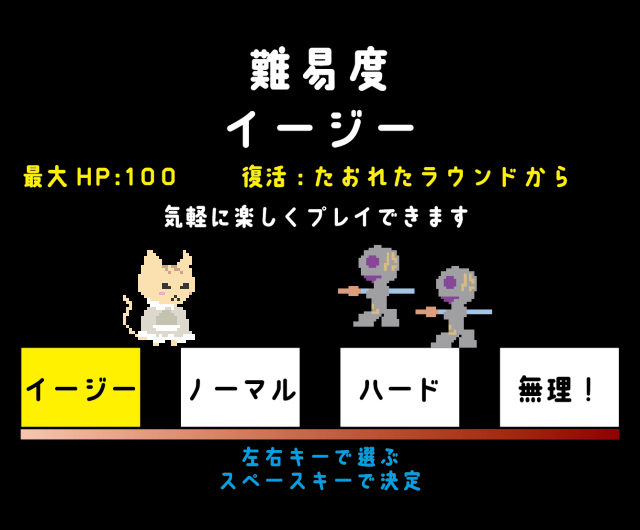 難易度
イージー
最大HP:100　復活：たおれたラウンドから
気軽に楽しくプレイできます
イージー　ノーマル　ハード　無理！
左右キーで選ぶ
スペースキーで決定